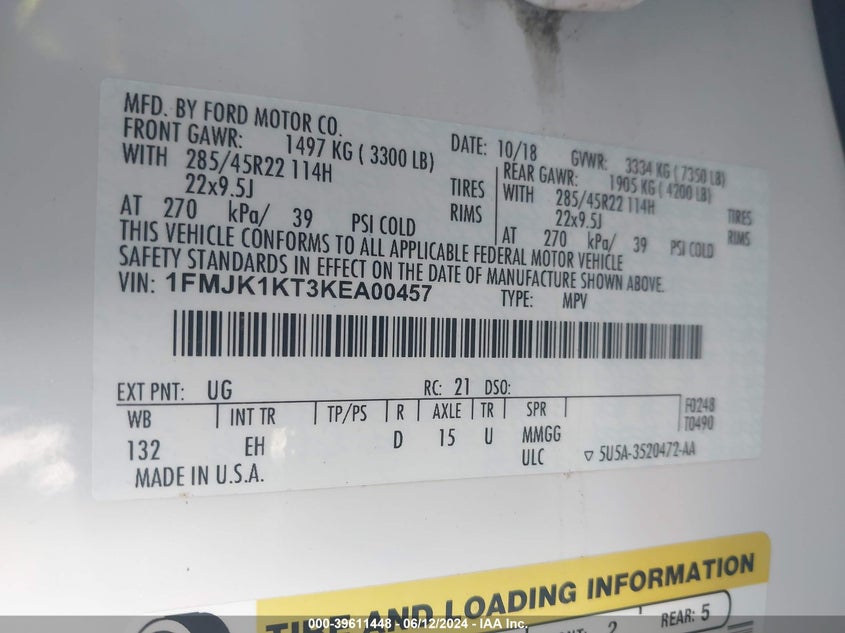 MFD. BY FORD MOTOR CO.
DATE: 10/18 GVWR: 3334 KG ( 7350 LB)
FRONT GAWR: 1497 KG ( 3300 LB)
WITH 285/45R22 114H TIRES
22x9.5J RIMS
AT 270 kPa/ 39 PSI COLD
REAR GAWR: 1905 KG ( 4200 LB)
WITH 285/45R22 114H TIRES
22x9.5J RIMS
AT 270 kPa/ 39 PSI COLD
THIS VEHICLE CONFORMS TO ALL APPLICABLE FEDERAL MOTOR VEHICLE
SAFETY STANDARDS IN EFFECT ON THE DATE OF MANUFACTURE SHOWN ABOVE.
VIN: 1FMJK1KT3KEA00457 TYPE: MPV
EXT PNT: UG RC: 21 DSO:
WB INT TR TP/PS R AXLE TR SPR F0248
T0490
132 EH D 15 U MMGG
ULC ▽ 5U5A-3520472-AA
MADE IN U.S.A.
TIRE AND LOADING INFORMATION
2 REAR: 5
000-39611448 - 06/12/2024 - IAA Inc.